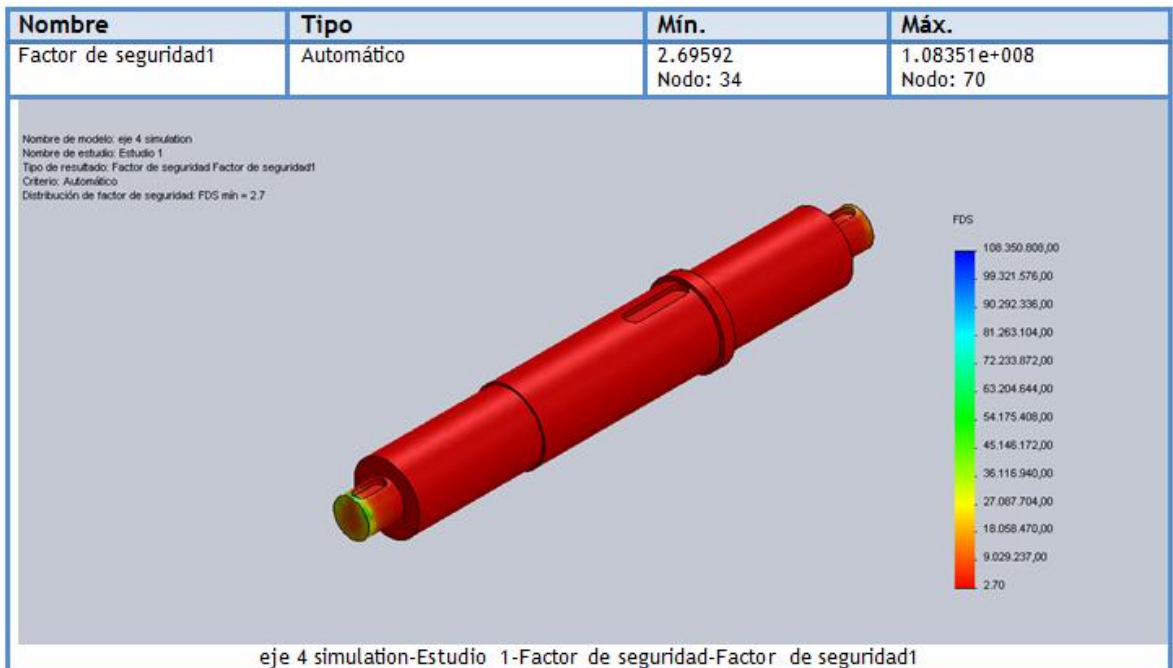 Nombre Tipo Mín. Máx.
Factor de seguridad1 Automático 2.69592 1.08351e+008
Nodo: 34 Nodo: 70
Nombre de modelo: eje 4 simulation
Nombre de estudio: Estudio 1
Tipo de resultado: Factor de seguridad Factor de seguridad1
Criterio: Automático
Distribución de factor de seguridad: FDS mín = 2.7
FDS
108.350.808,00
99.321.576,00
90.292.336,00
81.263.104,00
72.233.872,00
63.204.644,00
54.175.408,00
45.146.172,00
36.116.940,00
27.087.704,00
18.058.470,00
9.029.237,00
2.70
eje 4 simulation-Estudio 1-Factor de seguridad-Factor de seguridad1